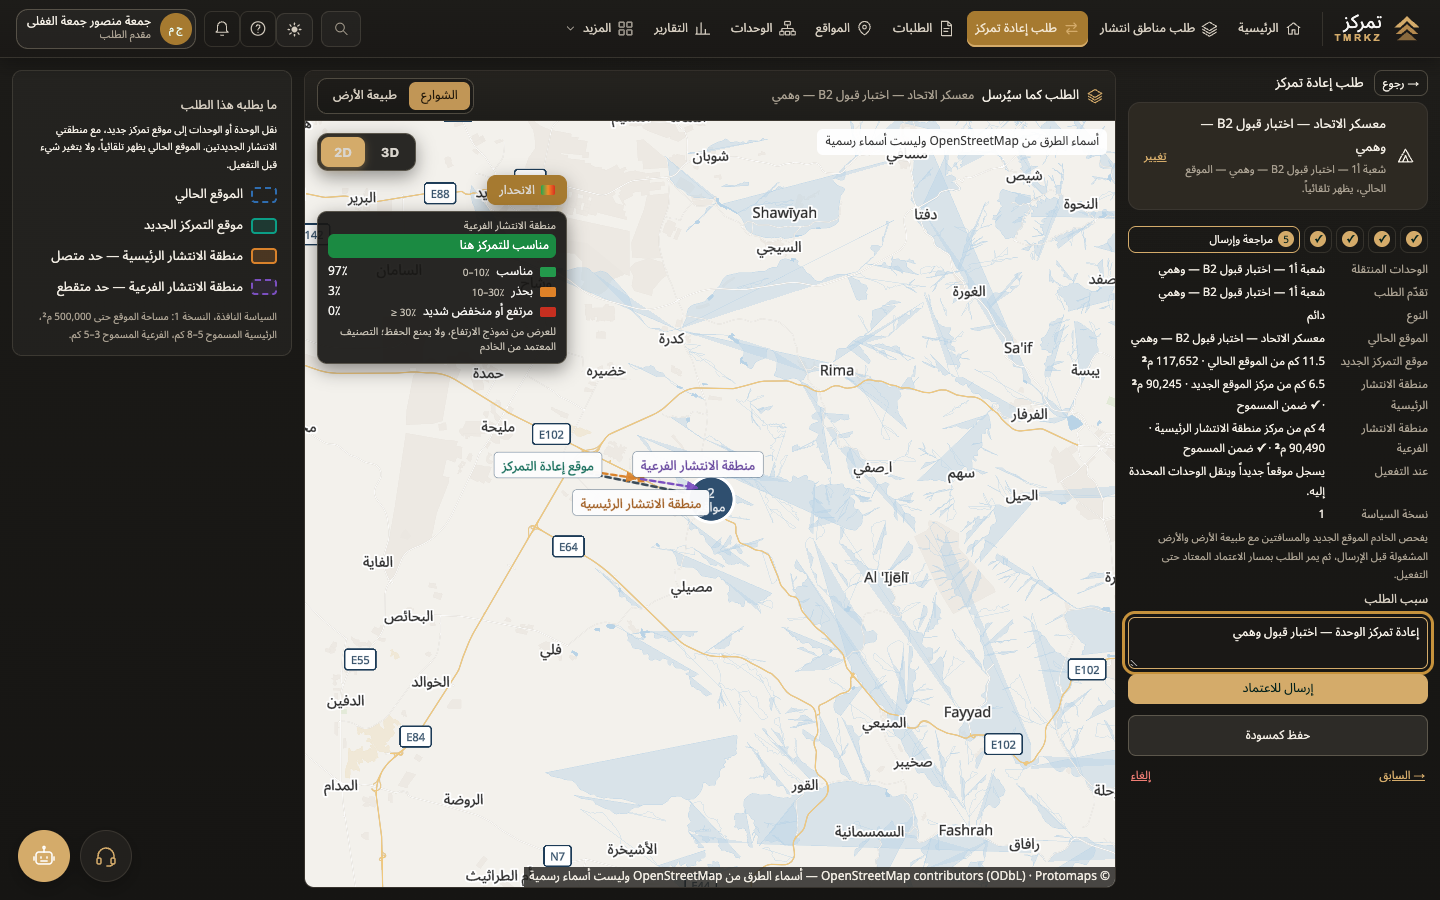 تمركز
TMRKZ
الرئيسية
طلب مناطق انتشار
طلب إعادة تمركز
الطلبات
المواقع
الوحدات
التقارير
المزيد
جمعة منصور جمعة الغفلي
مقدم الطلب
ج م
→ رجوع
طلب إعادة تمركز
معسكر الاتحاد — اختبار قبول B2 — وهمي
شعبة أ1 — اختبار قبول B2 — وهمي — الموقع الحالي، يظهر تلقائياً.
تغيير
5 مراجعة وإرسال
الوحدات المنتقلة
شعبة أ1 — اختبار قبول B2 — وهمي
تقدّم الطلب
شعبة أ1 — اختبار قبول B2 — وهمي
النوع
دائم
الموقع الحالي
معسكر الاتحاد — اختبار قبول B2 — وهمي
موقع التمركز الجديد
11.5 كم من الموقع الحالي · 117,652 م²
منطقة الانتشار الرئيسية
6.5 كم من مركز الموقع الجديد · 90,245 م² · ✓ ضمن المسموح
منطقة الانتشار الفرعية
4 كم من مركز منطقة الانتشار الرئيسية · 90,490 م² · ✓ ضمن المسموح
عند التفعيل
يسجل موقعاً جديداً وينقل الوحدات المحددة إليه.
نسخة السياسة
1
يفحص الخادم الموقع الجديد والمسافتين مع طبيعة الأرض والأرض المشغولة قبل الإرسال، ثم يمر الطلب بمسار الاعتماد المعتاد حتى التفعيل.
سبب الطلب
إعادة تمركز الوحدة — اختبار قبول وهمي
إرسال للاعتماد
حفظ كمسودة
→ السابق
إلغاء
الطلب كما سيُرسل
معسكر الاتحاد — اختبار قبول B2 — وهمي
الشوارع
طبيعة الأرض
أسماء الطرق من OpenStreetMap وليست أسماء رسمية
2D
3D
الانحدار
منطقة الانتشار الفرعية
مناسب للتمركز هنا
مناسب 0–10٪ 97٪
بحذر 10–30٪ 3٪
مرتفع أو منخفض شديد ≥ 30٪ 0٪
للعرض من نموذج الارتفاع، ولا يمنع الحفظ؛ التصنيف المعتمد من الخادم
شوبان
شيص
النحوة
البرير
E88
Shawīyah
دفتا
السيجي
الغورة
كدرة
Sa'if
حمدة
خضيره
Rima
يبسة
الفرفار
مليحة
E102
موقع إعادة التمركز
منطقة الانتشار الفرعية
منطقة الانتشار الرئيسية
2
سهم
الحيل
E64
الفاية
مصيلي
Al 'Ijēlī
البحائص
E55
فلي
الخوالد
الدفين
E84
E102
المنيعي
Fayyad
E102
صخيبر
المدام
الروضة
القور
السمسمانية
Fashrah
رافاق
الأشيخرة
N7
الطرائيث
© OpenStreetMap contributors (ODbL) · Protomaps — أسماء الطرق من OpenStreetMap وليست أسماء رسمية
ما يطلبه هذا الطلب
نقل الوحدة أو الوحدات إلى موقع تمركز جديد، مع منطقتي الانتشار الجديدتين. الموقع الحالي يظهر تلقائياً، ولا يتغير شيء قبل التفعيل.
الموقع الحالي
موقع التمركز الجديد
منطقة الانتشار الرئيسية — حد متصل
منطقة الانتشار الفرعية — حد متقطع
السياسة النافذة، النسخة 1: مساحة الموقع حتى 500,000 م²، الرئيسية المسموح 5–8 كم، الفرعية المسموح 3–5 كم.